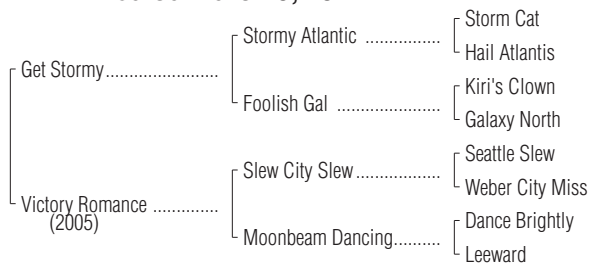 Storm Cat
Stormy Atlantic ..................
Hail Atlantis
Get Stormy........................
Kiri's Clown
Foolish Gal .......................
Galaxy North
Seattle Slew
Slew City Slew...................
Weber City Miss
Victory Romance ..............
(2005)
Dance Brightly
Moonbeam Dancing..........
Leeward